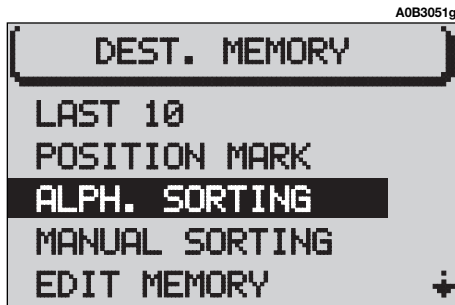 A0B3051g
DEST. MEMORY
LAST 10
POSITION MARK
ALPH. SORTING
MANUAL SORTING
EDIT MEMORY